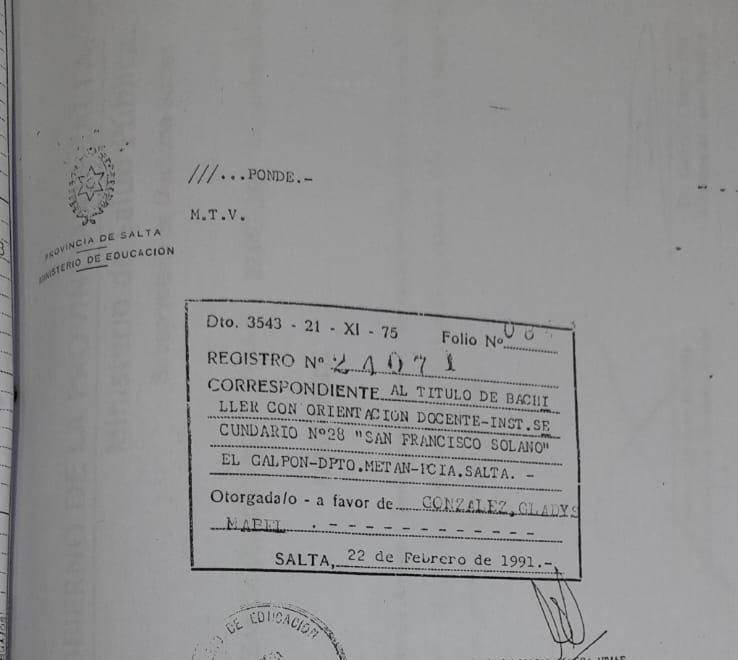 ///...PONDE.-
M.T.V.
PROVINCIA DE SALTA
MINISTERIO DE EDUCACION
Dto. 3543 - 21 - XI - 75 Folio Nº
REGISTRO Nº 24071
CORRESPONDIENTE AL TITULO DE BACHI
LLER CON ORIENTACION DOCENTE-INST.SE
CUNDARIO Nº28 "SAN FRANCISCO SOLANO"
EL GALPON-DPTO.METAN-PCIA.SALTA. -
Otorgada/o - a favor de GONZALEZ,GLADYS
MABEL . - - - - - - - - - - - -
SALTA, 22 de Febrero de 1991.-
DE EDUCACION